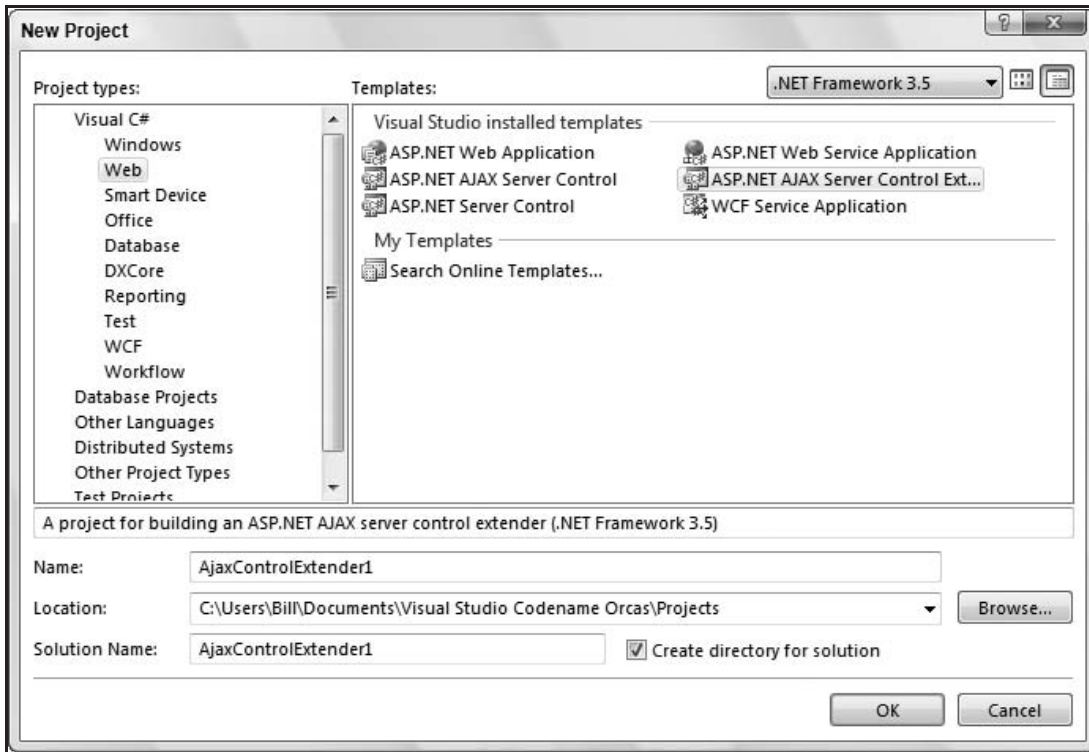 New Project
Project types:
Templates:
.NET Framework 3.5
Visual C#
Windows
Web
Smart Device
Office
Database
DXCore
Reporting
Test
WCF
Workflow
Database Projects
Other Languages
Distributed Systems
Other Project Types
Test Projects
Visual Studio installed templates
ASP.NET Web Application
ASP.NET Web Service Application
ASP.NET AJAX Server Control
ASP.NET AJAX Server Control Ext...
ASP.NET Server Control
WCF Service Application
My Templates
Search Online Templates...
A project for building an ASP.NET AJAX server control extender (.NET Framework 3.5)
Name:
AjaxControlExtender1
Location:
C:\Users\Bill\Documents\Visual Studio Codename Orcas\Projects
Browse...
Solution Name:
AjaxControlExtender1
Create directory for solution
OK
Cancel